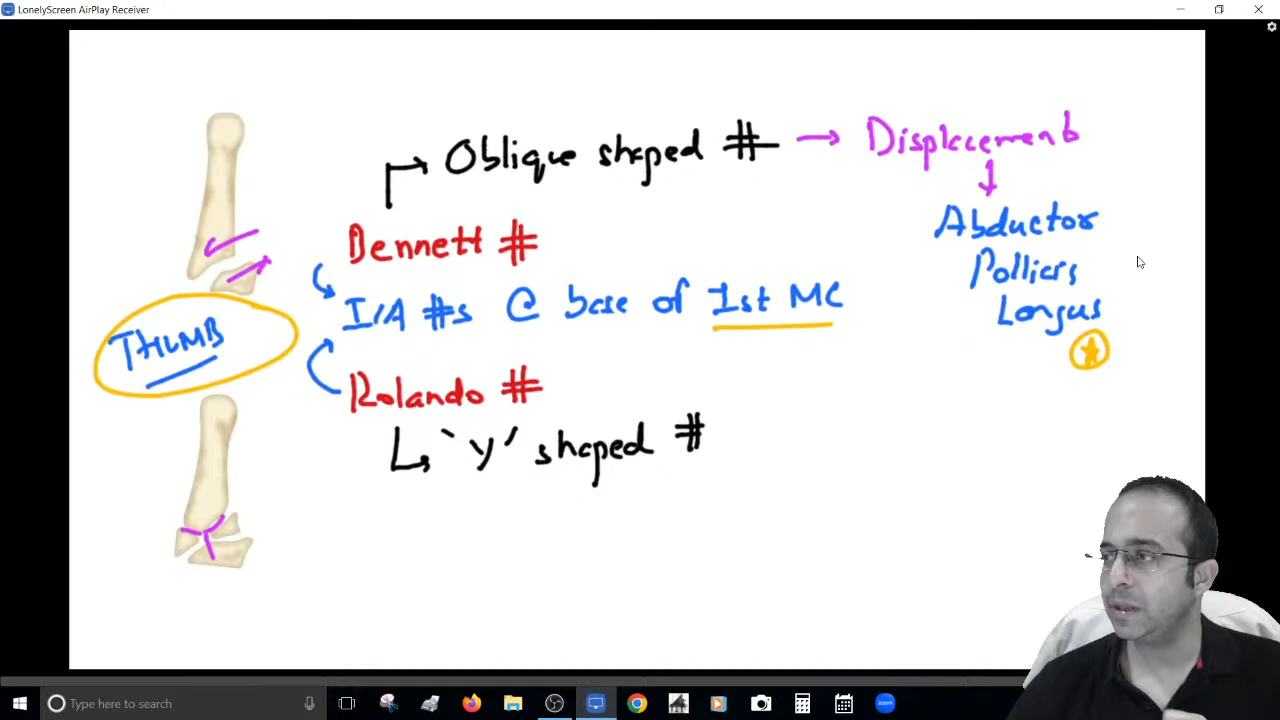 LonelyScreen AirPlay Receiver
Oblique shaped # → Displacement
Abductor
Pollicis
Longus
Bennett #
I/A #s @ base of 1st MC
THUMB
Rolando #
'Y' shaped #
Type here to search
zoom